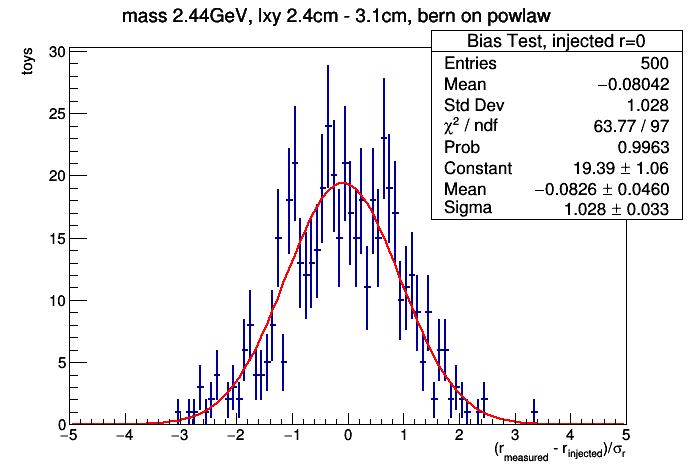 mass 2.44GeV, lxy 2.4cm - 3.1cm, bern on powlaw
toys
Bias Test, injected r=0
Entries 500
Mean −0.08042
Std Dev 1.028
χ² / ndf 63.77 / 97
Prob 0.9963
Constant 19.39 ± 1.06
Mean −0.0826 ± 0.0460
Sigma 1.028 ± 0.033
30
25
20
15
10
5
0
−5 −4 −3 −2 −1 0 1 2 3 4 5
(r_measured - r_injected)/σ_r